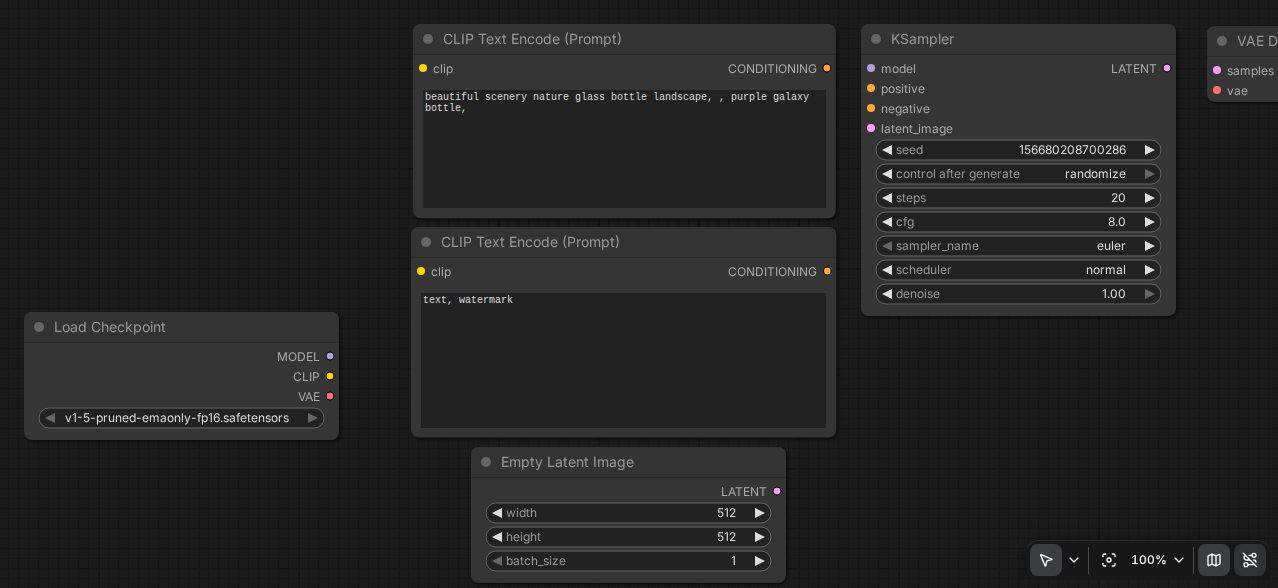 CLIP Text Encode (Prompt)
clip CONDITIONING
beautiful scenery nature glass bottle landscape, , purple galaxy
bottle,
CLIP Text Encode (Prompt)
clip CONDITIONING
text, watermark
Load Checkpoint
MODEL
CLIP
VAE
v1-5-pruned-emaonly-fp16.safetensors
Empty Latent Image
LATENT
width 512
height 512
batch_size 1
KSampler
model LATENT
positive
negative
latent_image
seed 156680208700286
control after generate randomize
steps 20
cfg 8.0
sampler_name euler
scheduler normal
denoise 1.00
VAE D
samples
vae
100%